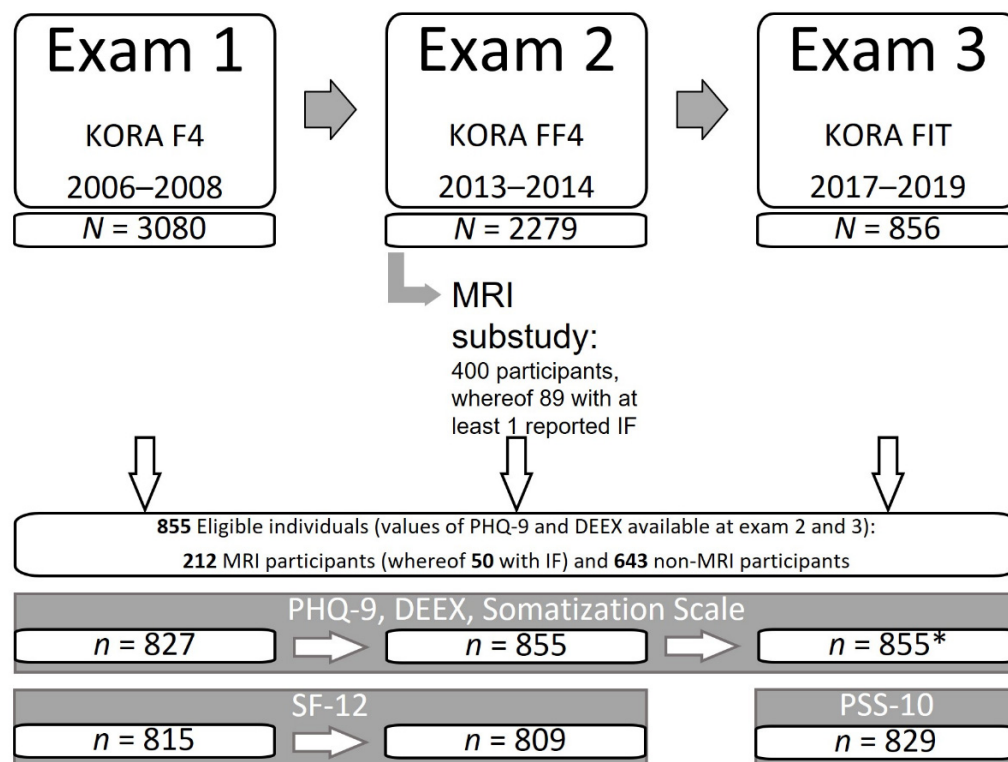 Exam 1
KORA F4
2006–2008
N = 3080
Exam 2
KORA FF4
2013–2014
N = 2279
Exam 3
KORA FIT
2017–2019
N = 856
MRI
substudy:
400 participants,
whereof 89 with at
least 1 reported IF
855 Eligible individuals (values of PHQ-9 and DEEX available at exam 2 and 3):
212 MRI participants (whereof 50 with IF) and 643 non-MRI participants
PHQ-9, DEEX, Somatization Scale
n = 827
n = 855
n = 855*
SF-12
n = 815
n = 809
PSS-10
n = 829